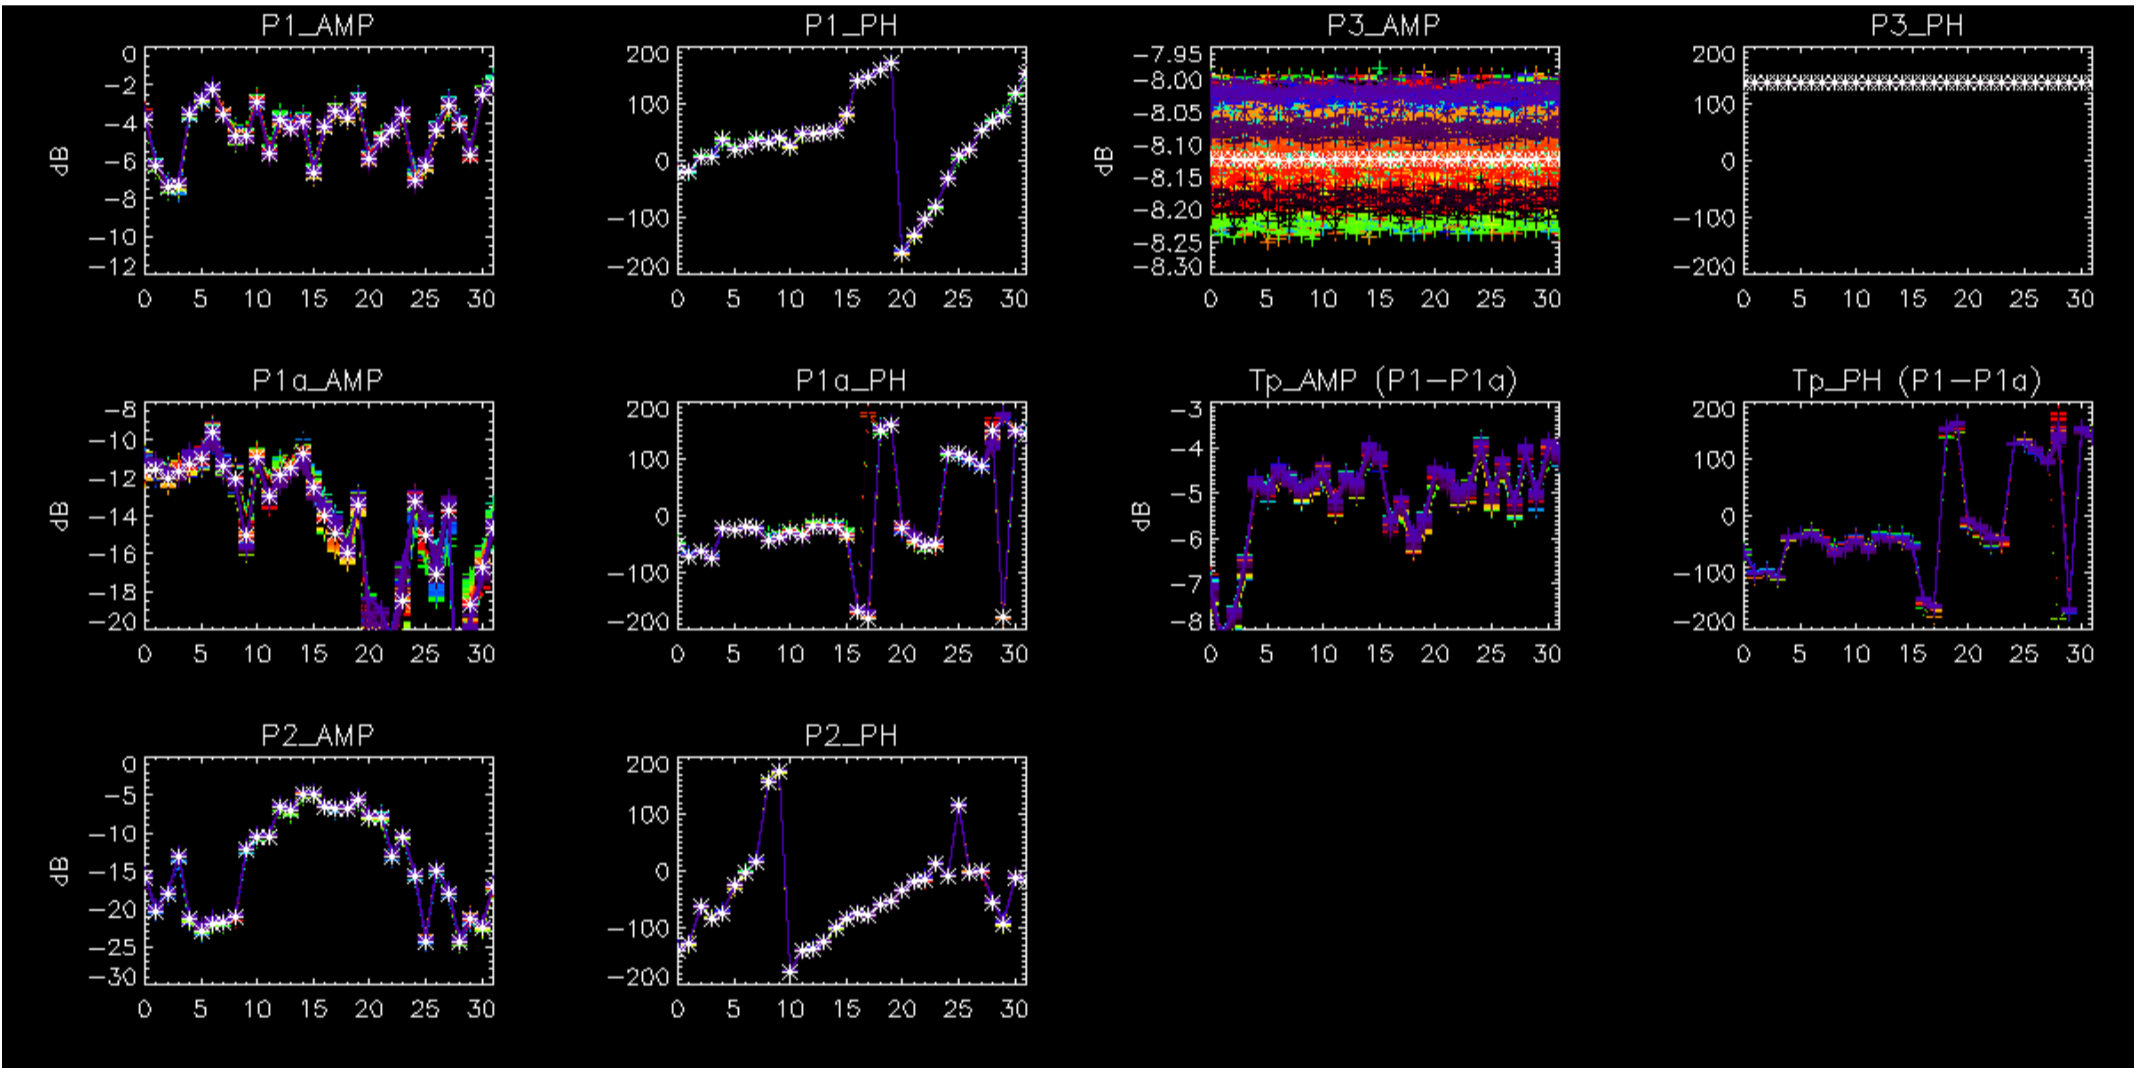 P1_AMP
dB
0
−2
−4
−6
−8
−10
−12
0 5 10 15 20 25 30
P1_PH
200
100
0
−100
−200
0 5 10 15 20 25 30
P3_AMP
dB
−7.95
−8.00
−8.05
−8.10
−8.15
−8.20
−8.25
−8.30
0 5 10 15 20 25 30
P3_PH
200
100
0
−100
−200
0 5 10 15 20 25 30
P1a_AMP
dB
−8
−10
−12
−14
−16
−18
−20
0 5 10 15 20 25 30
P1a_PH
200
100
0
−100
−200
0 5 10 15 20 25 30
Tp_AMP (P1−P1a)
dB
−3
−4
−5
−6
−7
−8
0 5 10 15 20 25 30
Tp_PH (P1−P1a)
200
100
0
−100
−200
0 5 10 15 20 25 30
P2_AMP
dB
0
−5
−10
−15
−20
−25
−30
0 5 10 15 20 25 30
P2_PH
200
100
0
−100
−200
0 5 10 15 20 25 30